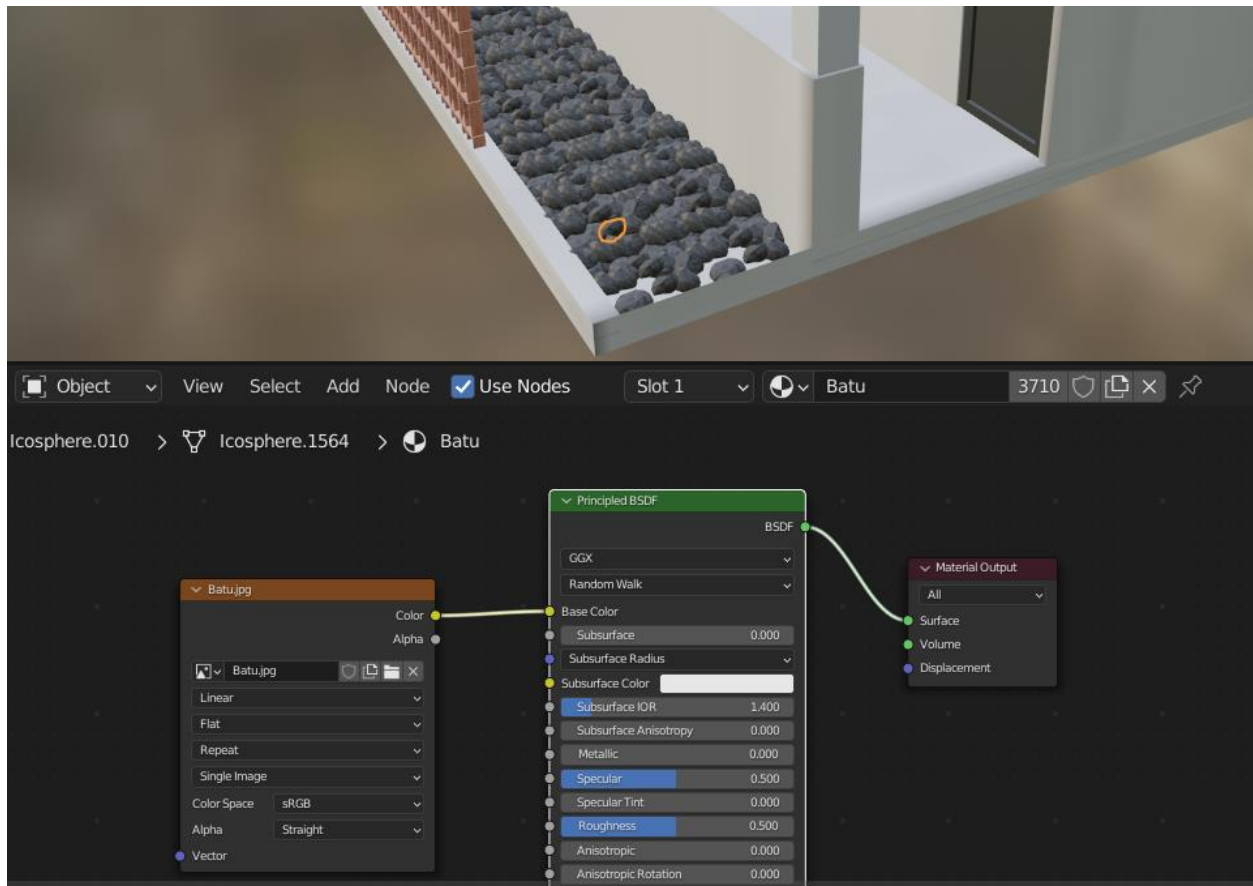 Object View Select Add Node Use Nodes Slot 1 Batu 3710
Icosphere.010 > Icosphere.1564 > Batu
Batu.jpg
Color
Alpha
Batu.jpg
Linear
Flat
Repeat
Single Image
Color Space sRGB
Alpha Straight
Vector
Principled BSDF
BSDF
GGX
Random Walk
Base Color
Subsurface 0.000
Subsurface Radius
Subsurface Color
Subsurface IOR 1.400
Subsurface Anisotropy 0.000
Metallic 0.000
Specular 0.500
Specular Tint 0.000
Roughness 0.500
Anisotropic 0.000
Anisotropic Rotation 0.000
Material Output
All
Surface
Volume
Displacement